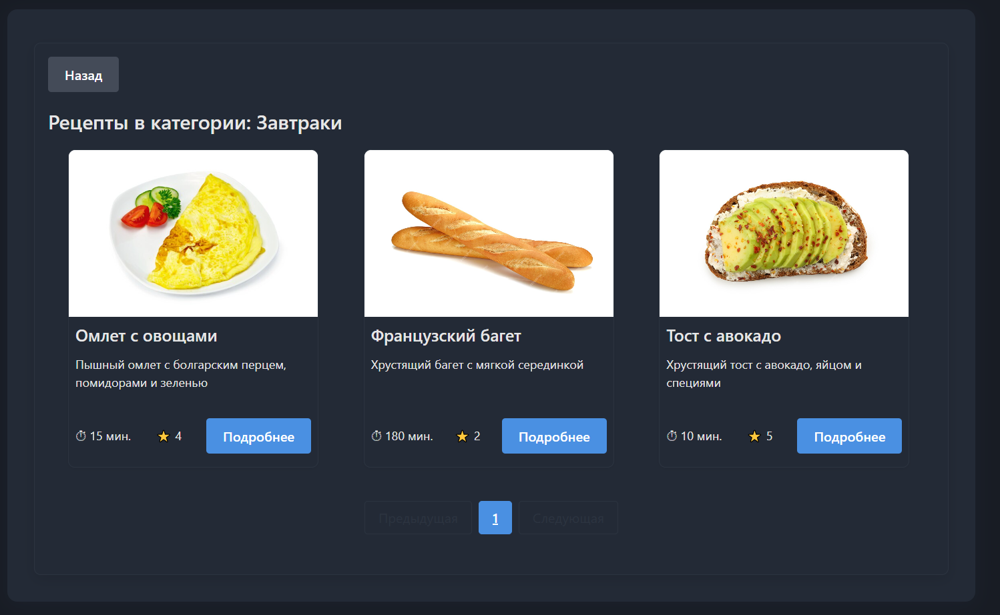 Назад
Рецепты в категории: Завтраки
Омлет с овощами
Пышный омлет с болгарским перцем,
помидорами и зеленью
⏱ 15 мин. ⭐ 4 Подробнее
Французский багет
Хрустящий багет с мягкой серединкой
⏱ 180 мин. ⭐ 2 Подробнее
Тост с авокадо
Хрустящий тост с авокадо, яйцом и
специями
⏱ 10 мин. ⭐ 5 Подробнее
Предыдущая 1 Следующая